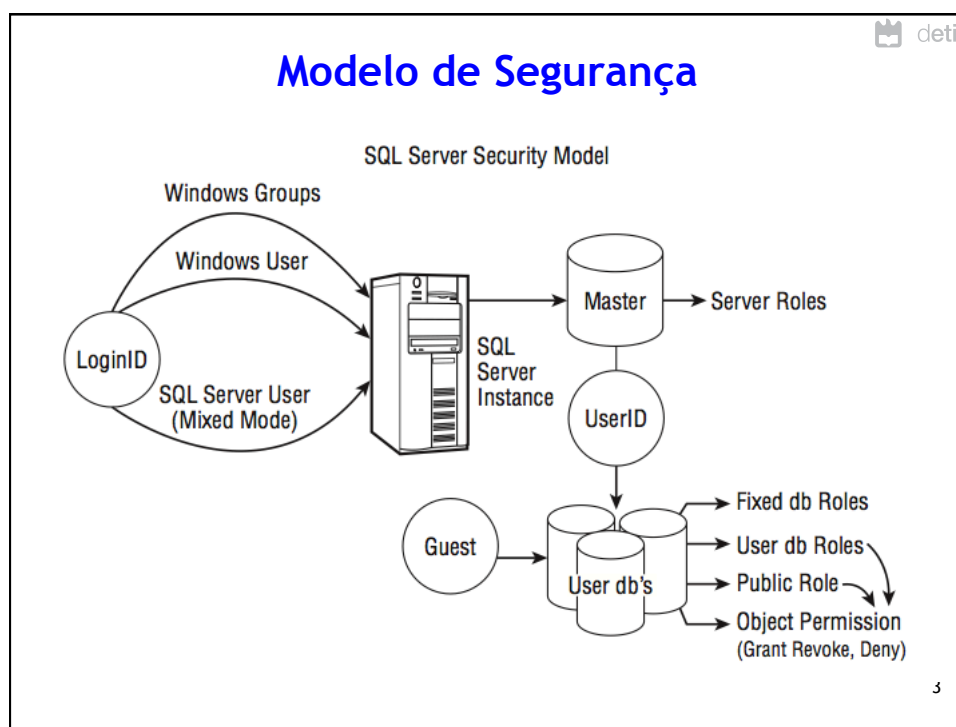 deti
Modelo de Segurança
SQL Server Security Model
Windows Groups
Windows User
LoginID
SQL Server User
(Mixed Mode)
SQL
Server
Instance
Master
Server Roles
UserID
Guest
User db's
Fixed db Roles
User db Roles
Public Role
Object Permission
(Grant Revoke, Deny)
3